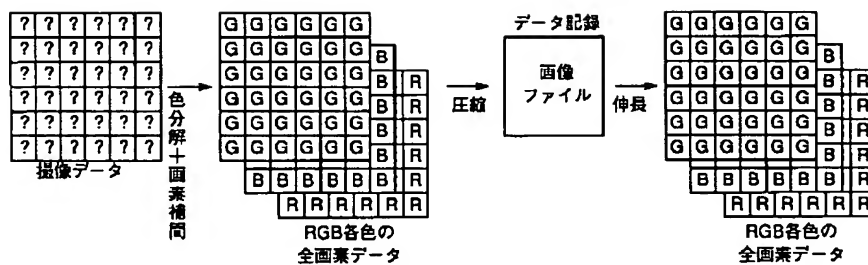 ? ? ? ? ? ?
? ? ? ? ? ?
? ? ? ? ? ?
? ? ? ? ? ?
? ? ? ? ? ?
? ? ? ? ? ?
撮像データ
色分解+画素補間
G G G G G G
G G G G G G B
G G G G G G B R
G G G G G G B R
G G G G G G B R
G G G G G G B R
B B B B B B R
R R R R R R
RGB各色の
全画素データ
圧縮
データ記録
画像
ファイル
伸長
G G G G G G
G G G G G G B
G G G G G G B R
G G G G G G B R
G G G G G G B R
G G G G G G B R
B B B B B B R
R R R R R R
RGB各色の
全画素データ